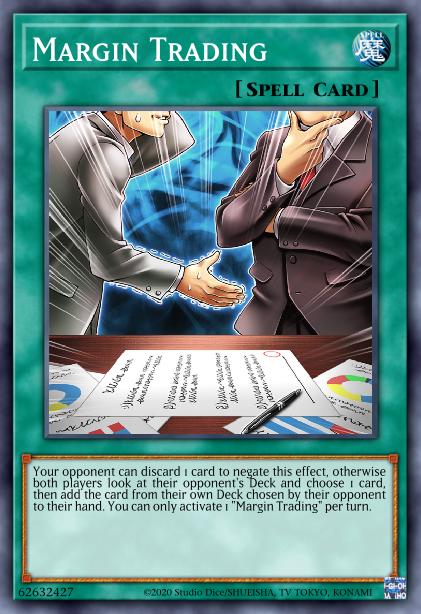 MARGIN TRADING
SPELL
魔
[SPELL CARD]
Your opponent can discard 1 card to negate this effect, otherwise
both players look at their opponent's Deck and choose 1 card,
then add the card from their own Deck chosen by their opponent
to their hand. You can only activate 1 "Margin Trading" per turn.
62632427
©2020 Studio Dice/SHUEISHA, TV TOKYO, KONAMI